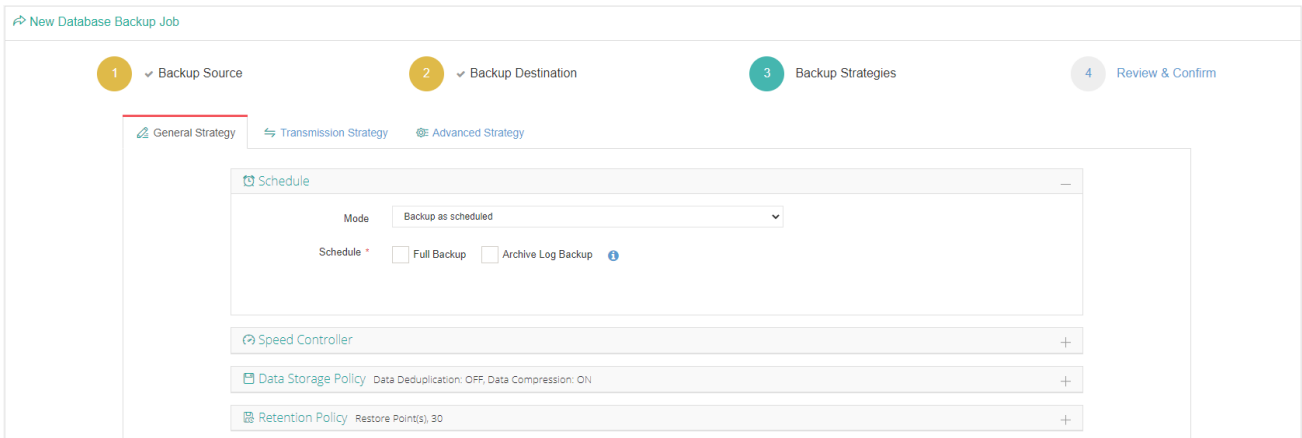 New Database Backup Job
1 Backup Source 2 Backup Destination 3 Backup Strategies 4 Review & Confirm
General Strategy Transmission Strategy Advanced Strategy
Schedule
Mode Backup as scheduled
Schedule * Full Backup Archive Log Backup
Speed Controller
Data Storage Policy Data Deduplication: OFF, Data Compression: ON
Retention Policy Restore Point(s), 30